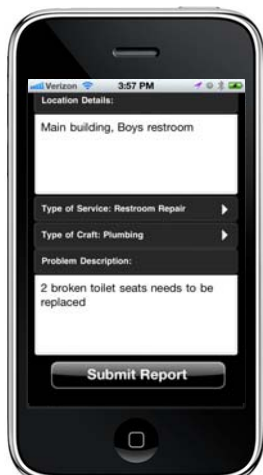 Verizon 3:57 PM
Location Details:
Main building, Boys restroom
Type of Service: Restroom Repair
Type of Craft: Plumbing
Problem Description:
2 broken toilet seats needs to be
replaced
Submit Report